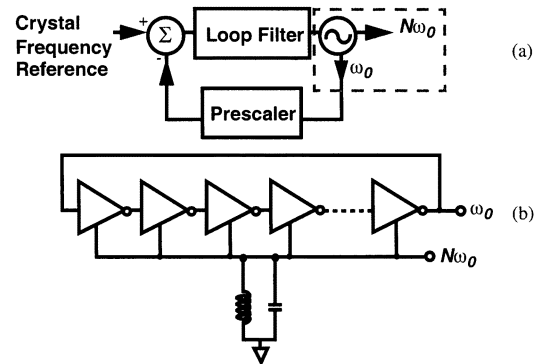 Crystal
Frequency
Reference
+
Σ
-
Loop Filter
Nω₀
ω₀
(a)
Prescaler
ω₀
(b)
Nω₀